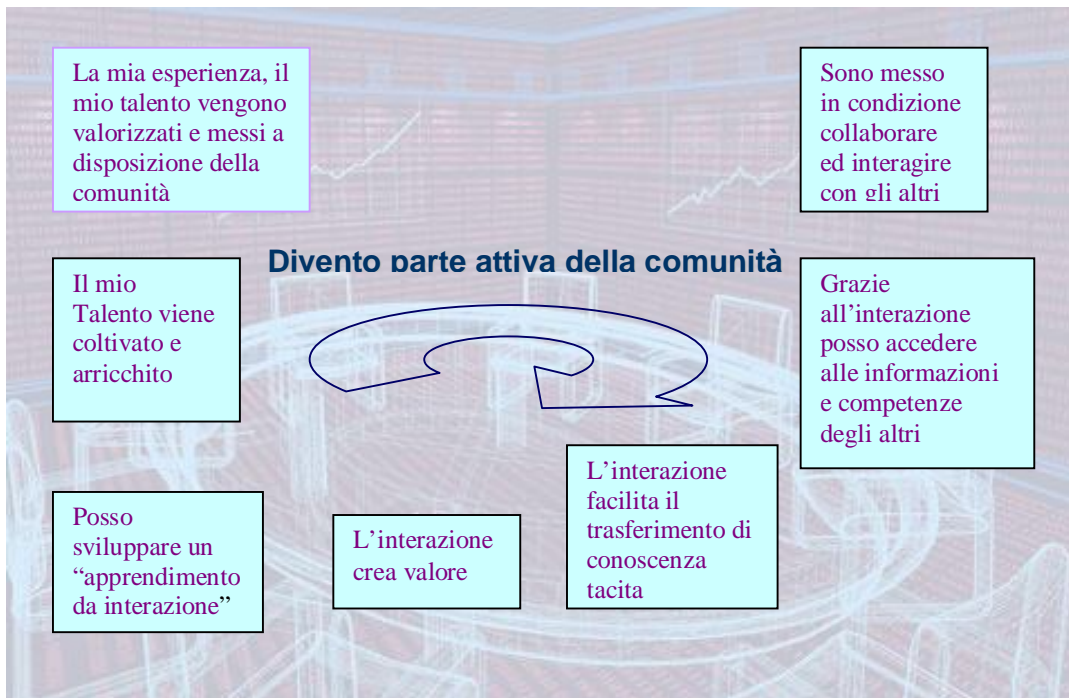 La mia esperienza, il
mio talento vengono
valorizzati e messi a
disposizione della
comunità
Sono messo
in condizione
collaborare
ed interagire
con gli altri
Divento parte attiva della comunità
Il mio
Talento viene
coltivato e
arricchito
Grazie
all’interazione
posso accedere
alle informazioni
e competenze
degli altri
L’interazione
facilita il
trasferimento di
conoscenza
tacita
Posso
sviluppare un
“apprendimento
da interazione”
L’interazione
crea valore